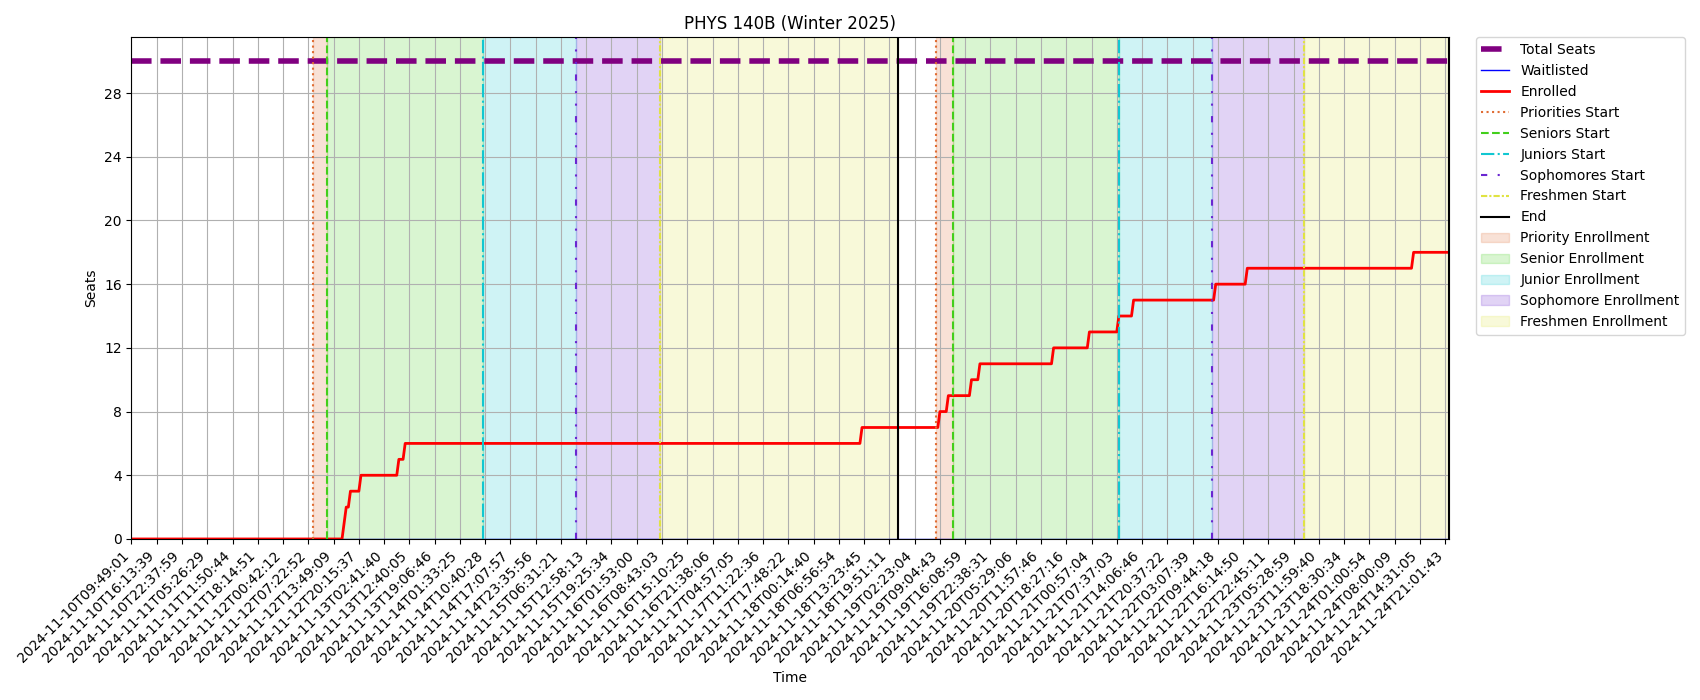 PHYS 140B (Winter 2025)
Seats
28
24
20
16
12
8
4
0
2024-11-10T09:49:01
2024-11-10T16:13:39
2024-11-10T22:37:59
2024-11-11T05:26:29
2024-11-11T11:50:44
2024-11-11T18:14:51
2024-11-12T00:42:12
2024-11-12T07:22:52
2024-11-12T13:49:09
2024-11-12T20:15:37
2024-11-13T02:41:40
2024-11-13T12:40:05
2024-11-13T19:06:46
2024-11-14T01:33:25
2024-11-14T10:40:28
2024-11-14T17:07:57
2024-11-14T23:35:56
2024-11-15T06:31:21
2024-11-15T12:58:13
2024-11-15T19:25:34
2024-11-16T01:53:00
2024-11-16T08:43:03
2024-11-16T15:10:25
2024-11-16T21:38:06
2024-11-17T04:57:05
2024-11-17T11:22:36
2024-11-17T17:48:22
2024-11-18T00:14:40
2024-11-18T06:56:54
2024-11-18T13:23:45
2024-11-18T19:51:11
2024-11-19T02:23:04
2024-11-19T09:04:43
2024-11-19T16:08:59
2024-11-19T22:38:31
2024-11-20T05:29:06
2024-11-20T11:57:46
2024-11-20T18:27:16
2024-11-21T00:57:04
2024-11-21T07:37:03
2024-11-21T14:06:46
2024-11-21T20:37:22
2024-11-22T03:07:39
2024-11-22T09:44:18
2024-11-22T16:14:50
2024-11-22T22:45:11
2024-11-23T05:28:59
2024-11-23T11:59:40
2024-11-23T18:30:34
2024-11-24T01:00:54
2024-11-24T08:00:09
2024-11-24T14:31:05
2024-11-24T21:01:43
Time
Total Seats
Waitlisted
Enrolled
Priorities Start
Seniors Start
Juniors Start
Sophomores Start
Freshmen Start
End
Priority Enrollment
Senior Enrollment
Junior Enrollment
Sophomore Enrollment
Freshmen Enrollment